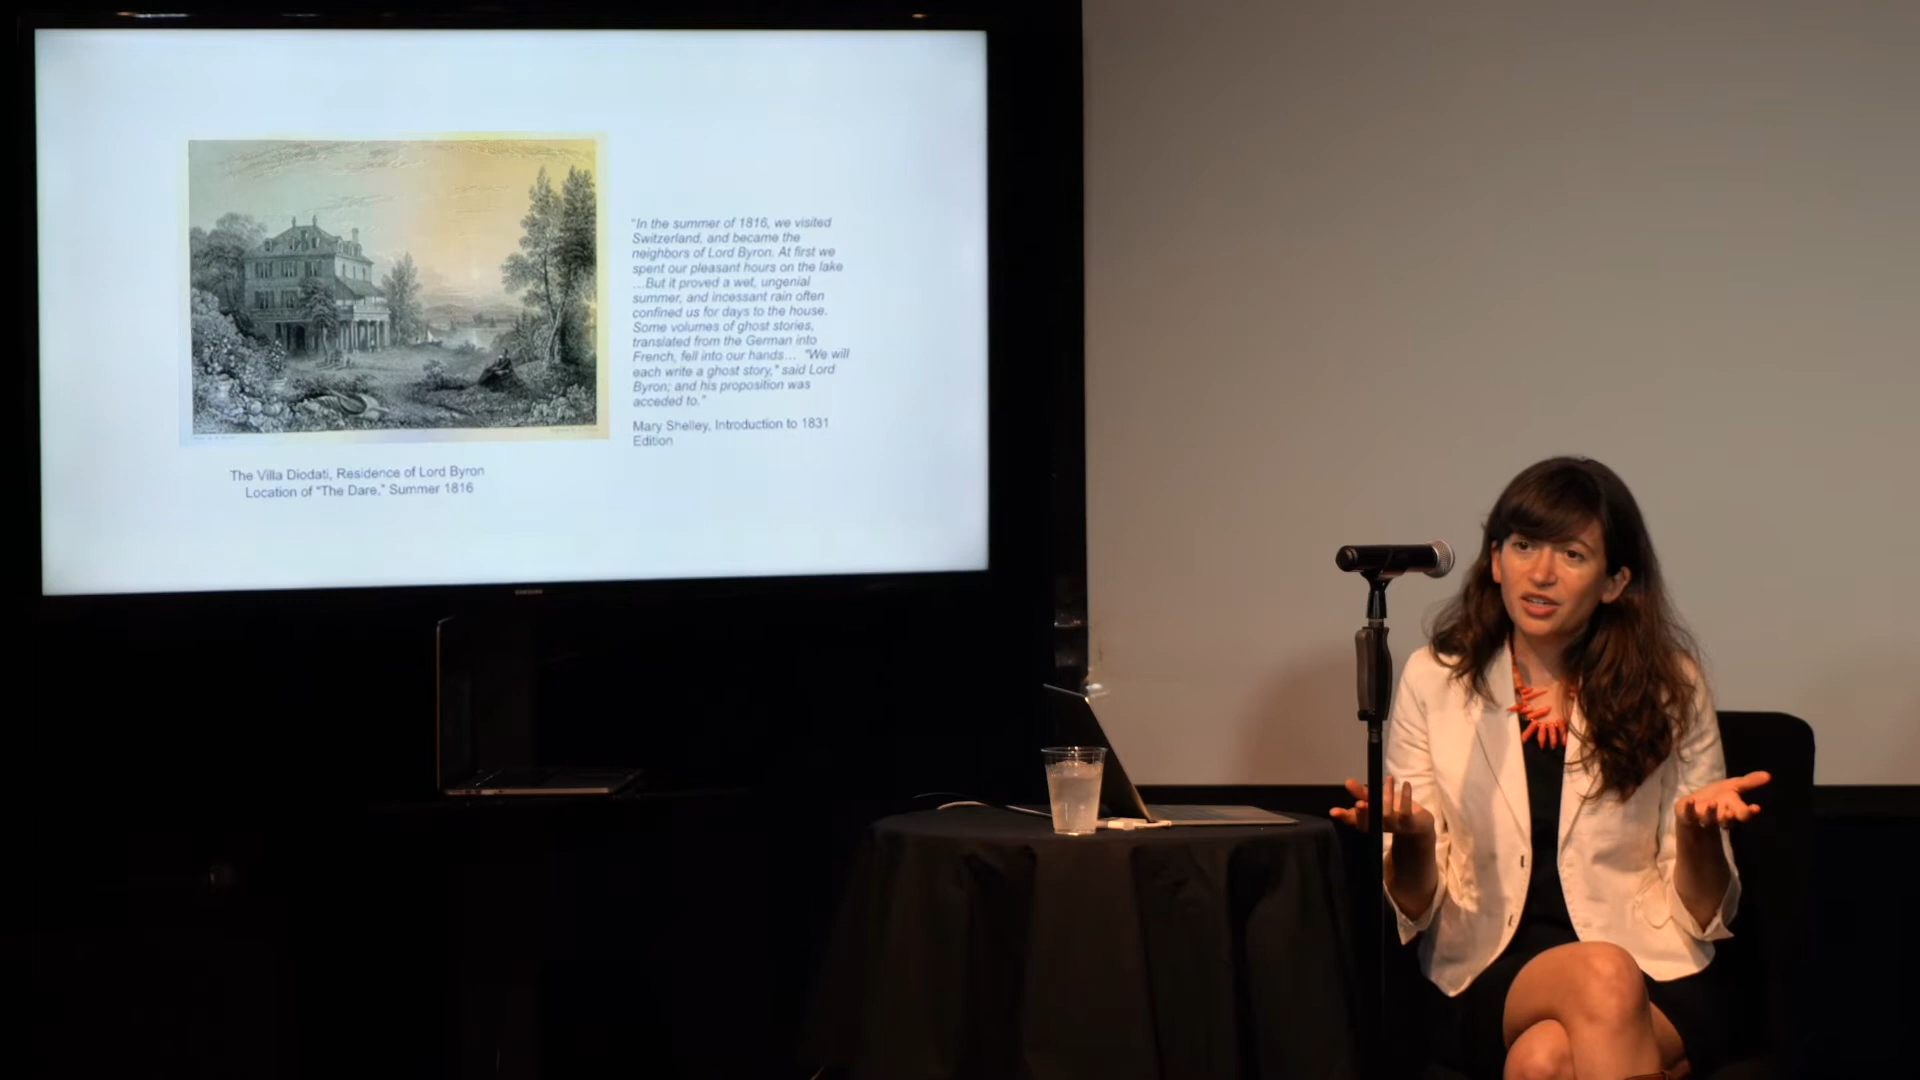 "In the summer of 1816, we visited
Switzerland, and became the
neighbors of Lord Byron. At first we
spent our pleasant hours on the lake
…But it proved a wet, ungenial
summer, and incessant rain often
confined us for days to the house.
Some volumes of ghost stories,
translated from the German into
French, fell into our hands… "We will
each write a ghost story," said Lord
Byron; and his proposition was
acceded to."
Mary Shelley, Introduction to 1831
Edition
The Villa Diodati, Residence of Lord Byron
Location of "The Dare," Summer 1816
SAMSUNG